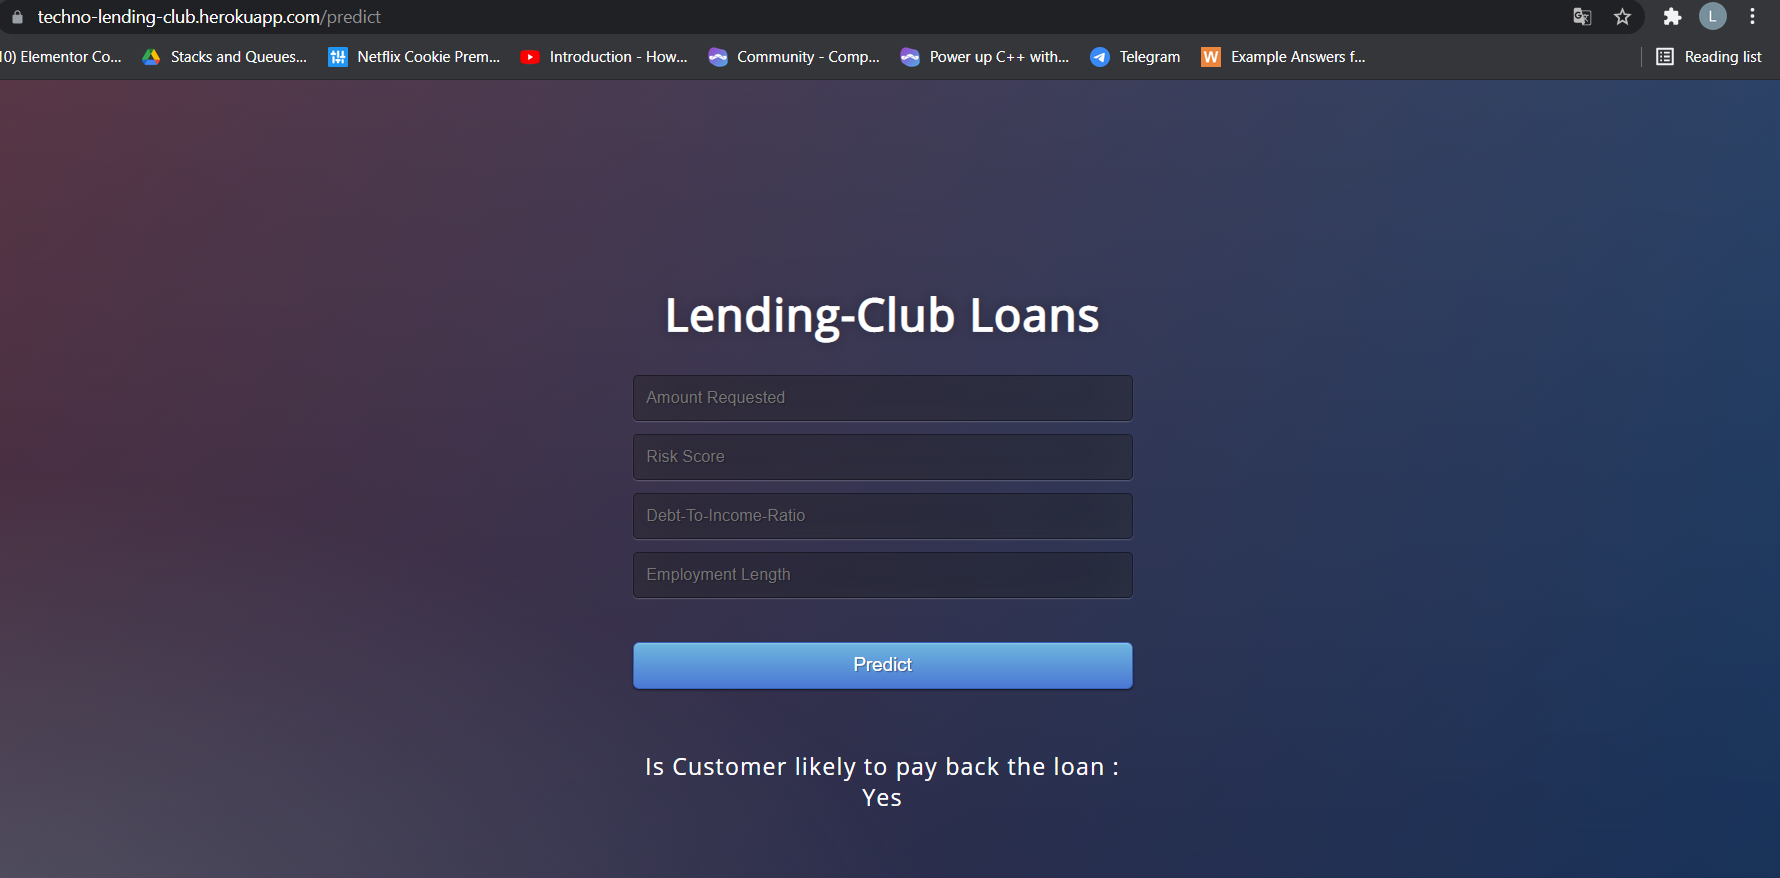 techno-lending-club.herokuapp.com/predict
10) Elementor Co... Stacks and Queues... Netflix Cookie Prem... Introduction - How... Community - Comp... Power up C++ with... Telegram W Example Answers f... Reading list
L
Lending-Club Loans
Amount Requested
Risk Score
Debt-To-Income-Ratio
Employment Length
Predict
Is Customer likely to pay back the loan :
Yes